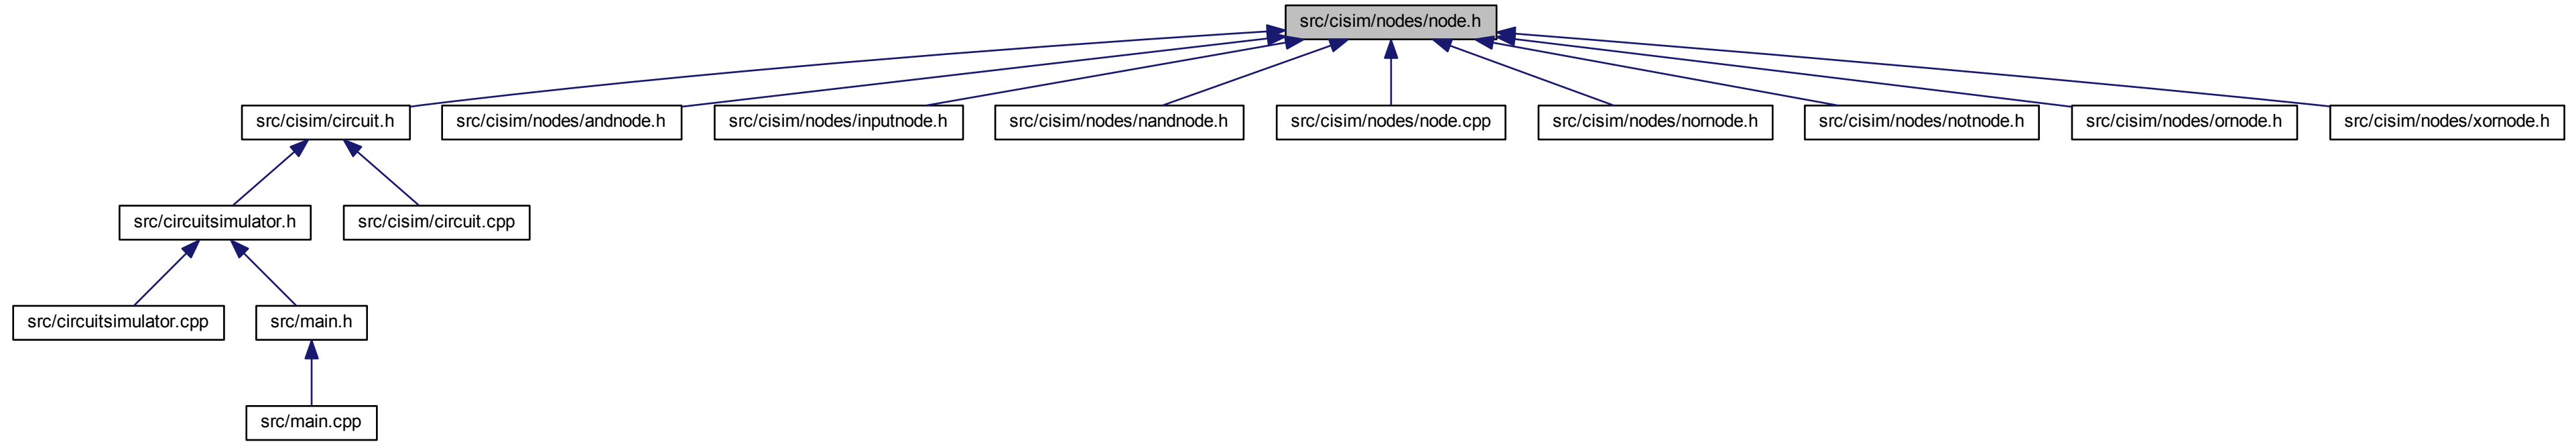 src/cisim/nodes/node.h
src/cisim/circuit.h
src/cisim/nodes/andnode.h
src/cisim/nodes/inputnode.h
src/cisim/nodes/nandnode.h
src/cisim/nodes/node.cpp
src/cisim/nodes/nornode.h
src/cisim/nodes/notnode.h
src/cisim/nodes/ornode.h
src/cisim/nodes/xornode.h
src/circuitsimulator.h
src/cisim/circuit.cpp
src/circuitsimulator.cpp
src/main.h
src/main.cpp